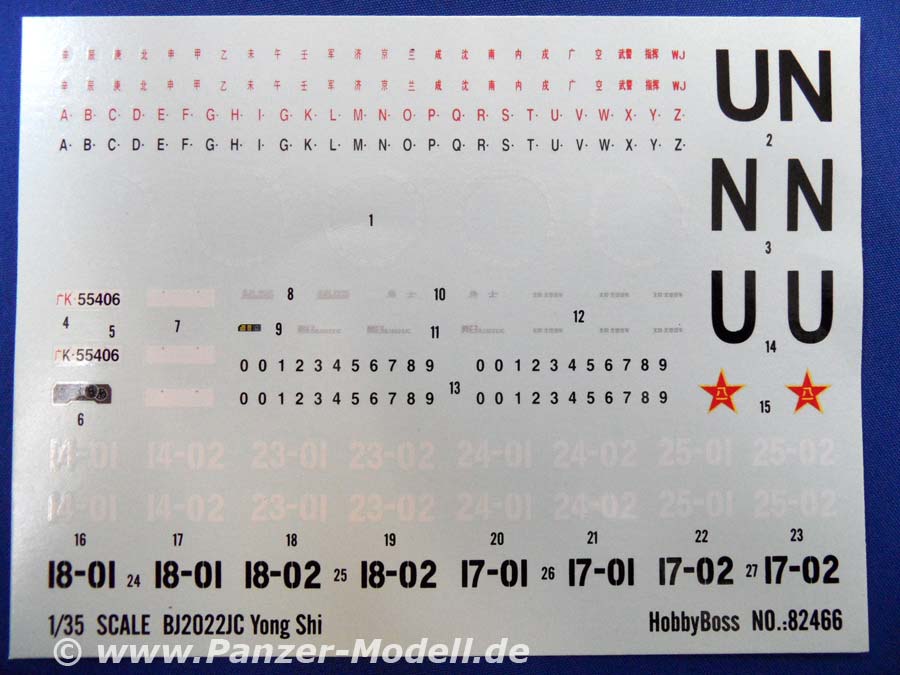 辛 辰 庚 北 申 甲 乙 未 午 壬 军 济 京 兰 成 沈 南 内 戌 广 空 武警 指挥 WJ
辛 辰 庚 北 申 甲 乙 未 午 壬 军 济 京 兰 成 沈 南 内 戌 广 空 武警 指挥 WJ
A· B· C· D· E· F· G· H· I· G· K· L· M· N· O· P· Q· R· S· T· U· V· W· X· Y· Z·
A· B· C· D· E· F· G· H· I· G· K· L· M· N· O· P· Q· R· S· T· U· V· W· X· Y· Z·
UN
2
N N
1
3
广K·55406
8 10
4 5 7 9 11 12
U U
14
广K·55406
0 0 1 2 3 4 5 6 7 8 9 0 0 1 2 3 4 5 6 7 8 9
13
0 0 1 2 3 4 5 6 7 8 9 0 0 1 2 3 4 5 6 7 8 9
6
八 八
15
14-01 14-02 23-01 23-02 24-01 24-02 25-01 25-02
14-01 14-02 23-01 23-02 24-01 24-02 25-01 25-02
16 17 18 19 20 21 22 23
18-01 24 18-01 18-02 25 18-02 17-01 26 17-01 17-02 27 17-02
1/35 SCALE BJ2022JC Yong Shi
HobbyBoss NO.:82466
© www.Panzer-Modell.de